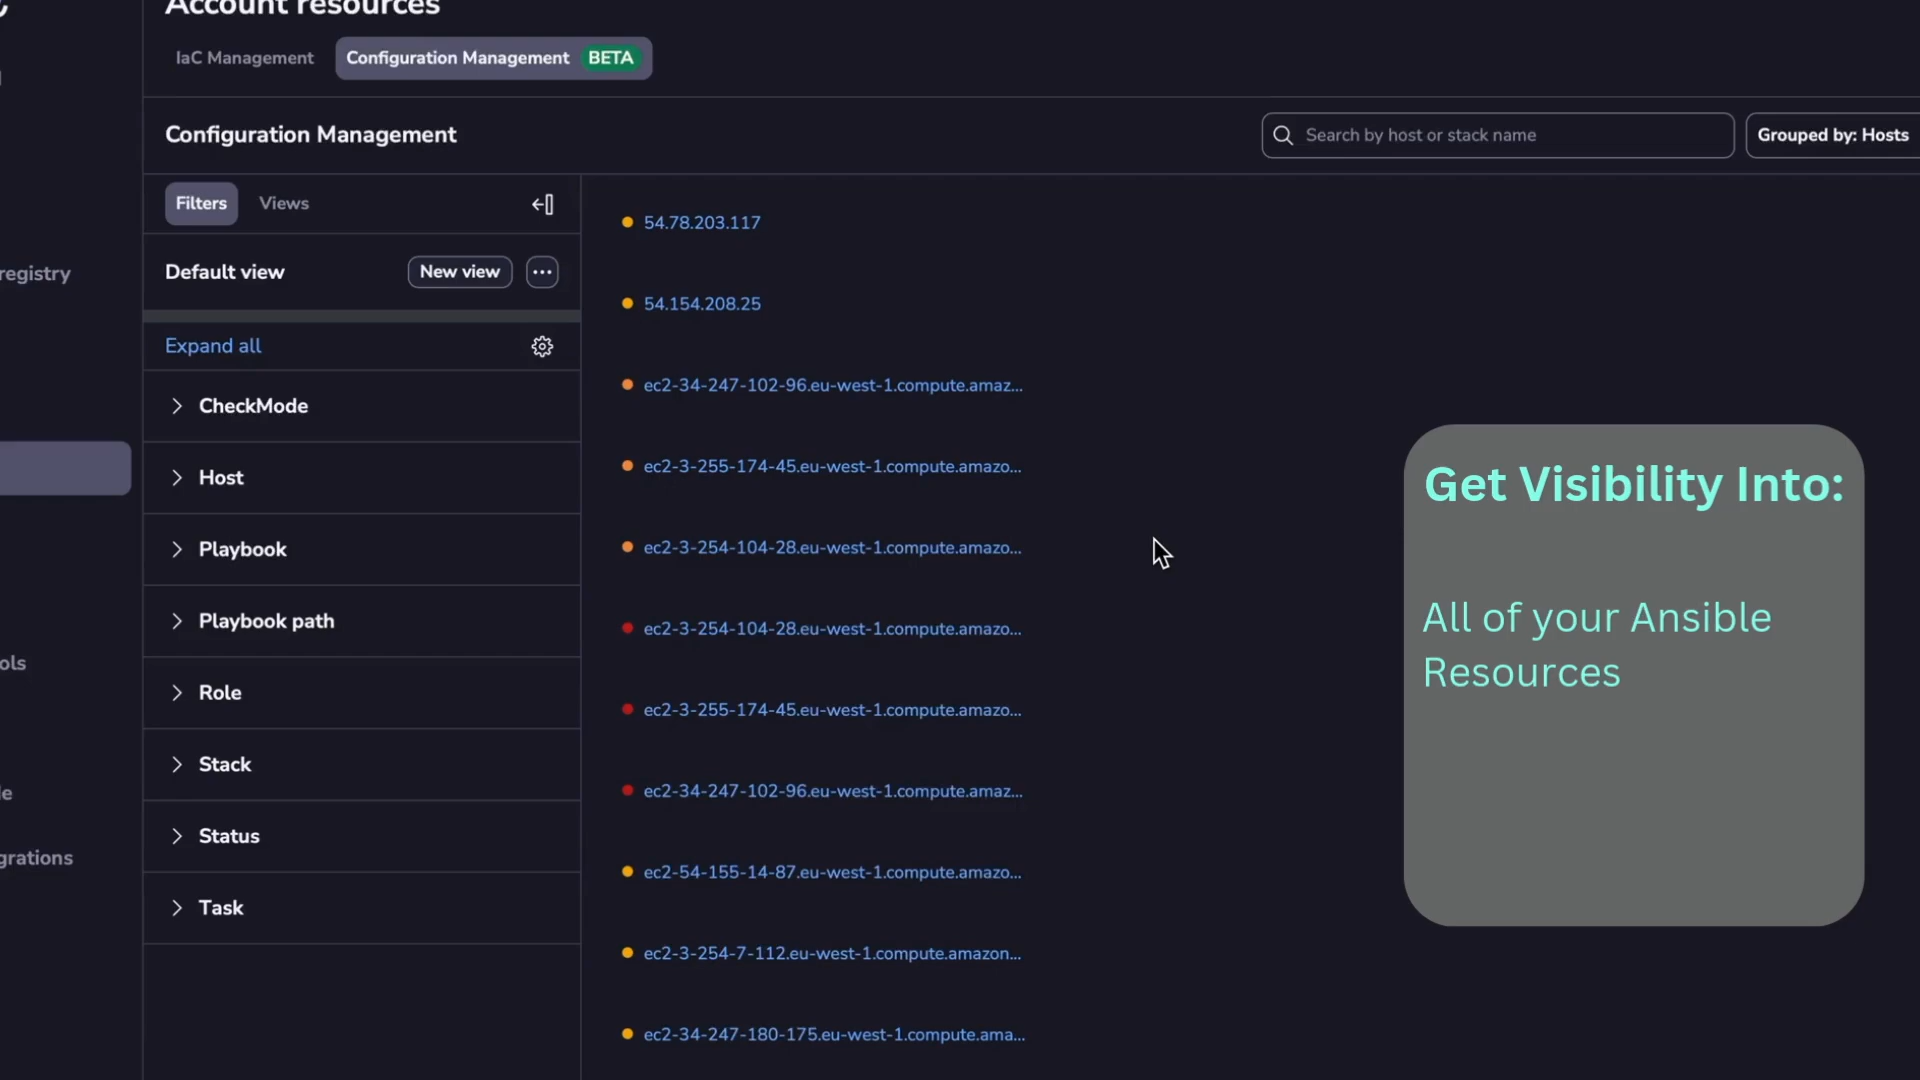 Account resources
IaC Management
Configuration Management BETA
Configuration Management
Search by host or stack name
Grouped by: Hosts
Filters
Views
Default view
New view
Expand all
CheckMode
Host
Playbook
Playbook path
Role
Stack
Status
Task
registry
ols
le
grations
54.78.203.117
54.154.208.25
ec2-34-247-102-96.eu-west-1.compute.amaz...
ec2-3-255-174-45.eu-west-1.compute.amazo...
ec2-3-254-104-28.eu-west-1.compute.amazo...
ec2-3-254-104-28.eu-west-1.compute.amazo...
ec2-3-255-174-45.eu-west-1.compute.amazo...
ec2-34-247-102-96.eu-west-1.compute.amaz...
ec2-54-155-14-87.eu-west-1.compute.amazo...
ec2-3-254-7-112.eu-west-1.compute.amazon...
ec2-34-247-180-175.eu-west-1.compute.ama...
Get Visibility Into:
All of your Ansible
Resources